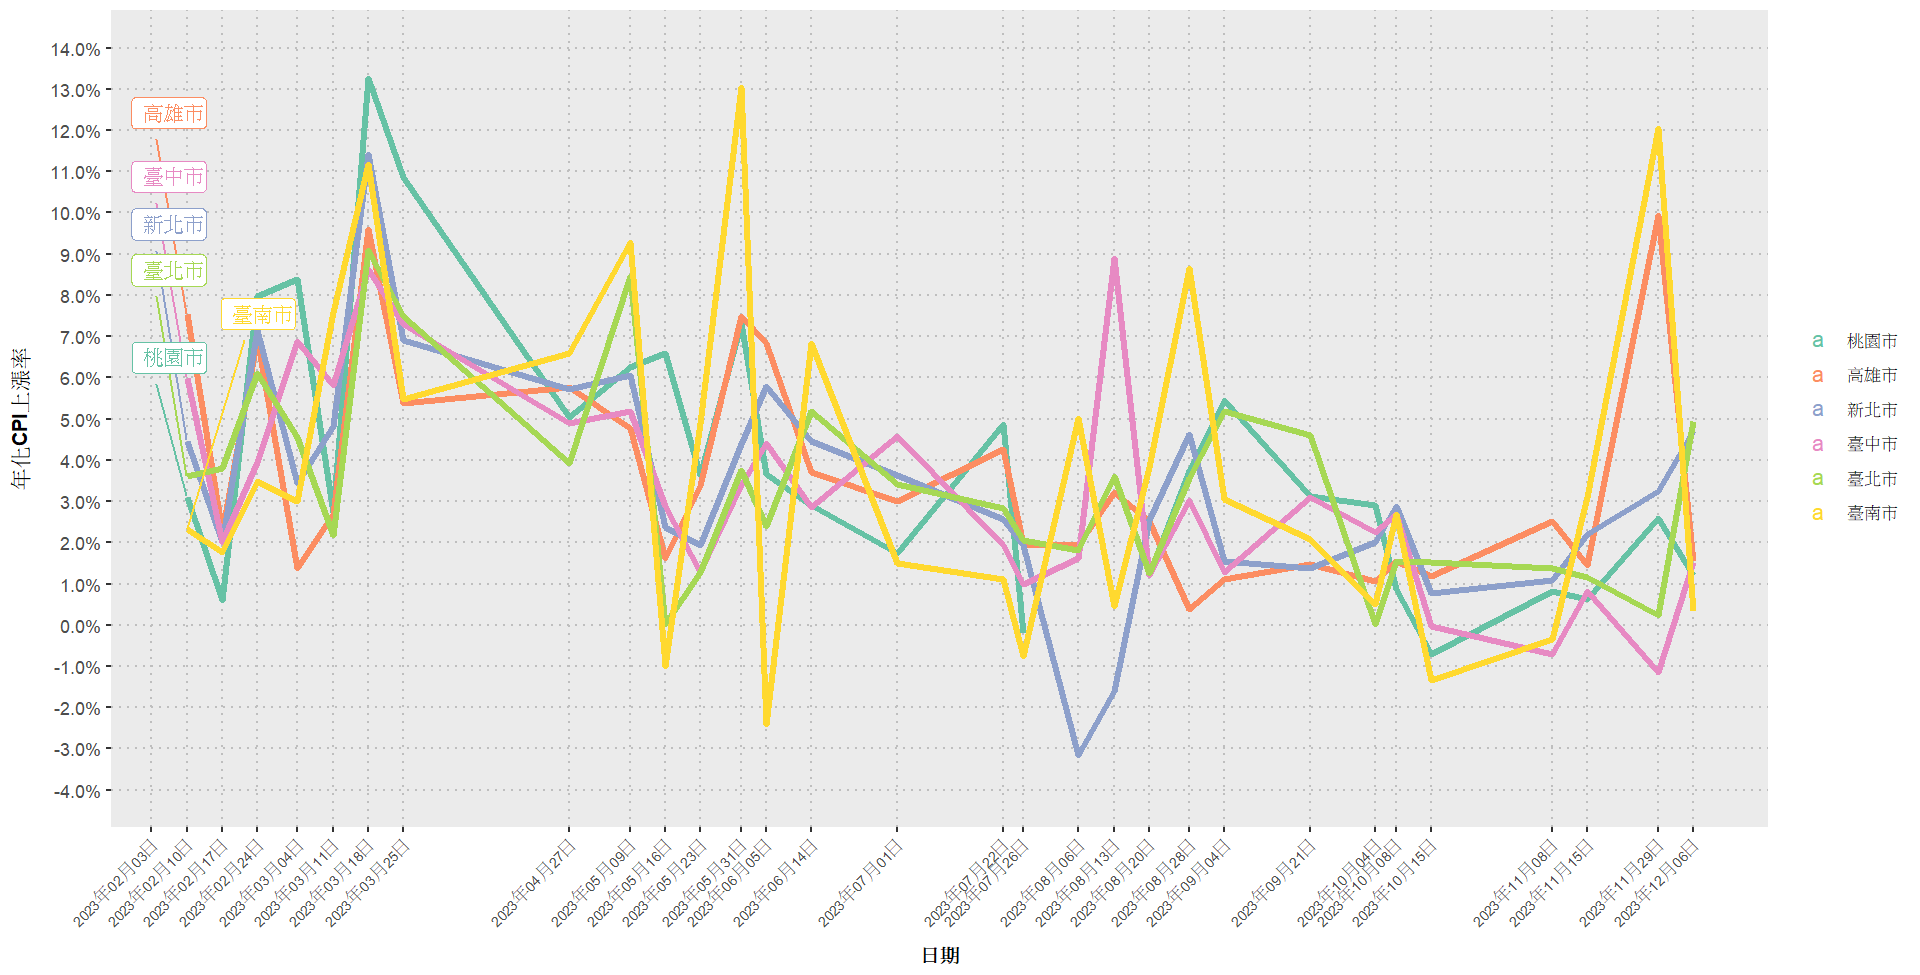 14.0%
13.0%
12.0%
11.0%
10.0%
9.0%
8.0%
7.0%
6.0%
5.0%
4.0%
3.0%
2.0%
1.0%
0.0%
-1.0%
-2.0%
-3.0%
-4.0%
年化CPI上漲率
高雄市
臺中市
新北市
臺北市
臺南市
桃園市
2023年02月03日
2023年02月10日
2023年02月17日
2023年02月24日
2023年03月04日
2023年03月11日
2023年03月18日
2023年03月25日
2023年04月27日
2023年05月09日
2023年05月16日
2023年05月23日
2023年05月31日
2023年06月05日
2023年06月14日
2023年07月01日
2023年07月22日
2023年07月26日
2023年08月06日
2023年08月13日
2023年08月20日
2023年08月28日
2023年09月04日
2023年09月21日
2023年10月04日
2023年10月08日
2023年10月15日
2023年11月08日
2023年11月15日
2023年11月29日
2023年12月06日
日期
a 桃園市
a 高雄市
a 新北市
a 臺中市
a 臺北市
a 臺南市